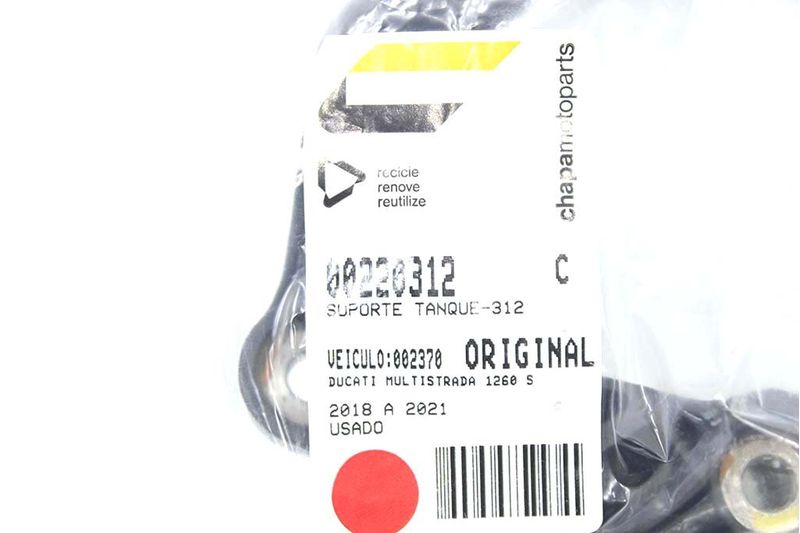 chapamotoparts
recicle
renove
reutilize
00220312 C
SUPORTE TANQUE-312
VEICULO:002370 ORIGINAL
DUCATI MULTISTRADA 1260 S
2018 A 2021
USADO